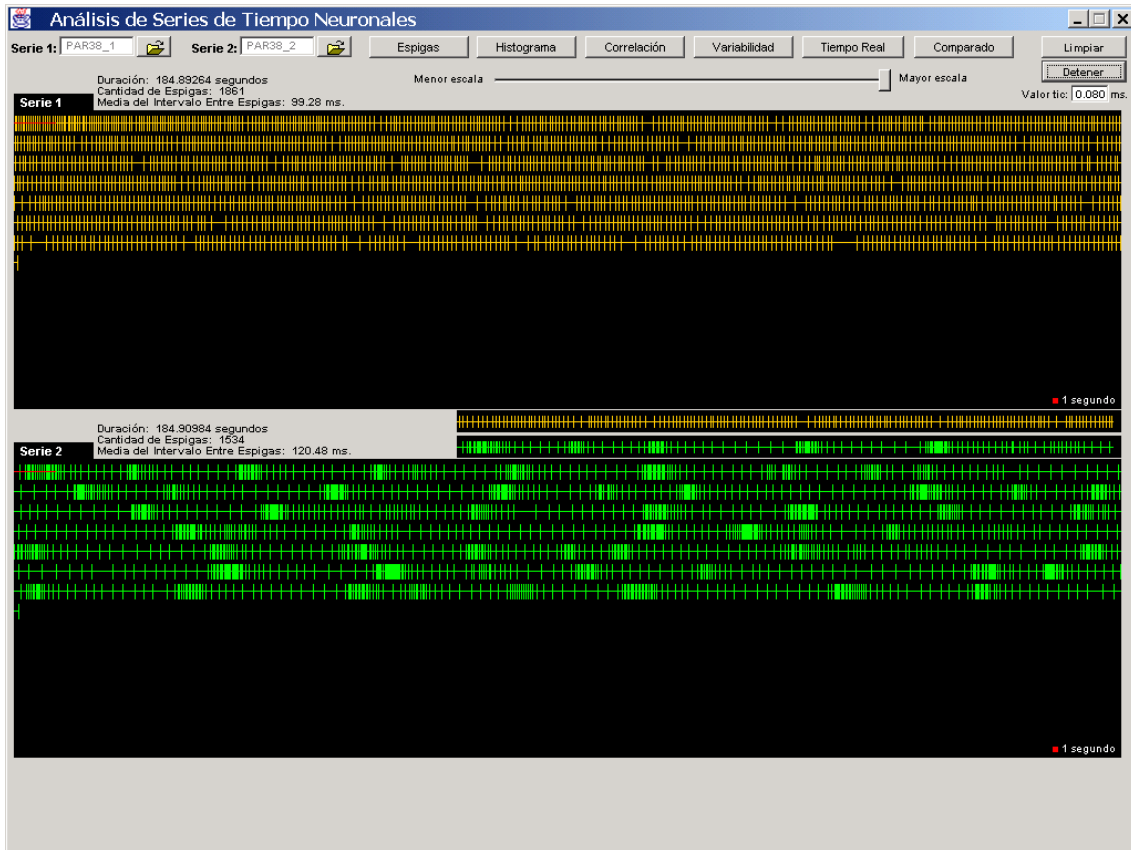 Análisis de Series de Tiempo Neuronales
Serie 1: PAR38_1 Serie 2: PAR38_2 Espigas Histograma Correlación Variabilidad Tiempo Real Comparado Limpiar
Menor escala Mayor escala Detener
Valor tic: 0.080 ms.
Duración: 184.89264 segundos
Cantidad de Espigas: 1861
Serie 1 Media del Intervalo Entre Espigas: 99.28 ms.
1 segundo
Duración: 184.90984 segundos
Cantidad de Espigas: 1534
Serie 2 Media del Intervalo Entre Espigas: 120.48 ms.
1 segundo